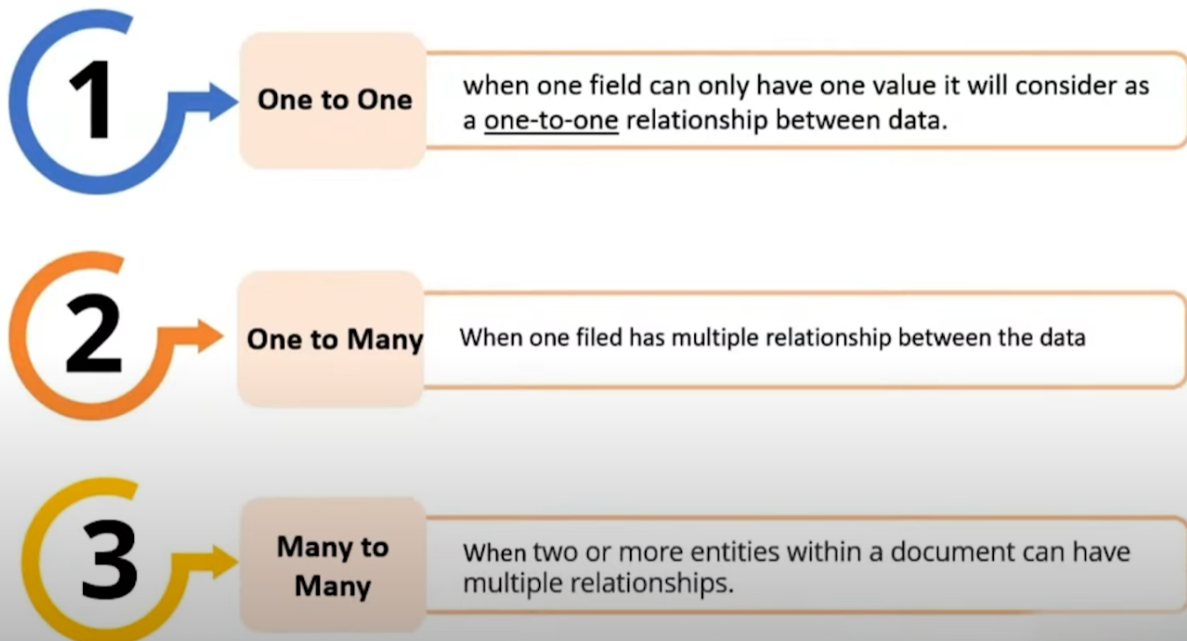 1
One to One
when one field can only have one value it will consider as
a one-to-one relationship between data.
2
One to Many
When one filed has multiple relationship between the data
3
Many to
Many
When two or more entities within a document can have
multiple relationships.